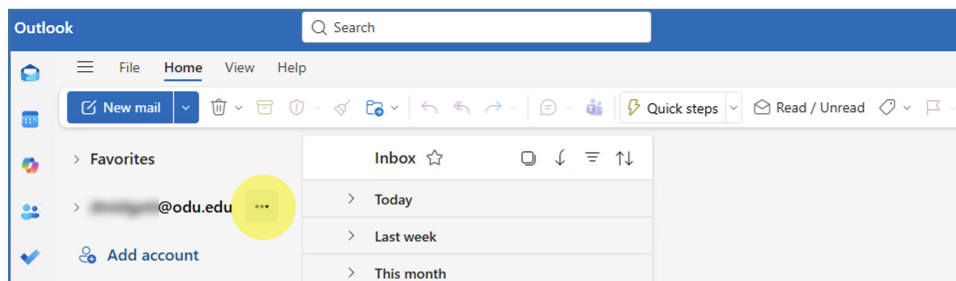 Outlook
Search
File Home View Help
New mail Quick steps Read / Unread
Favorites
Inbox
@odu.edu
Today
Last week
Add account
This month